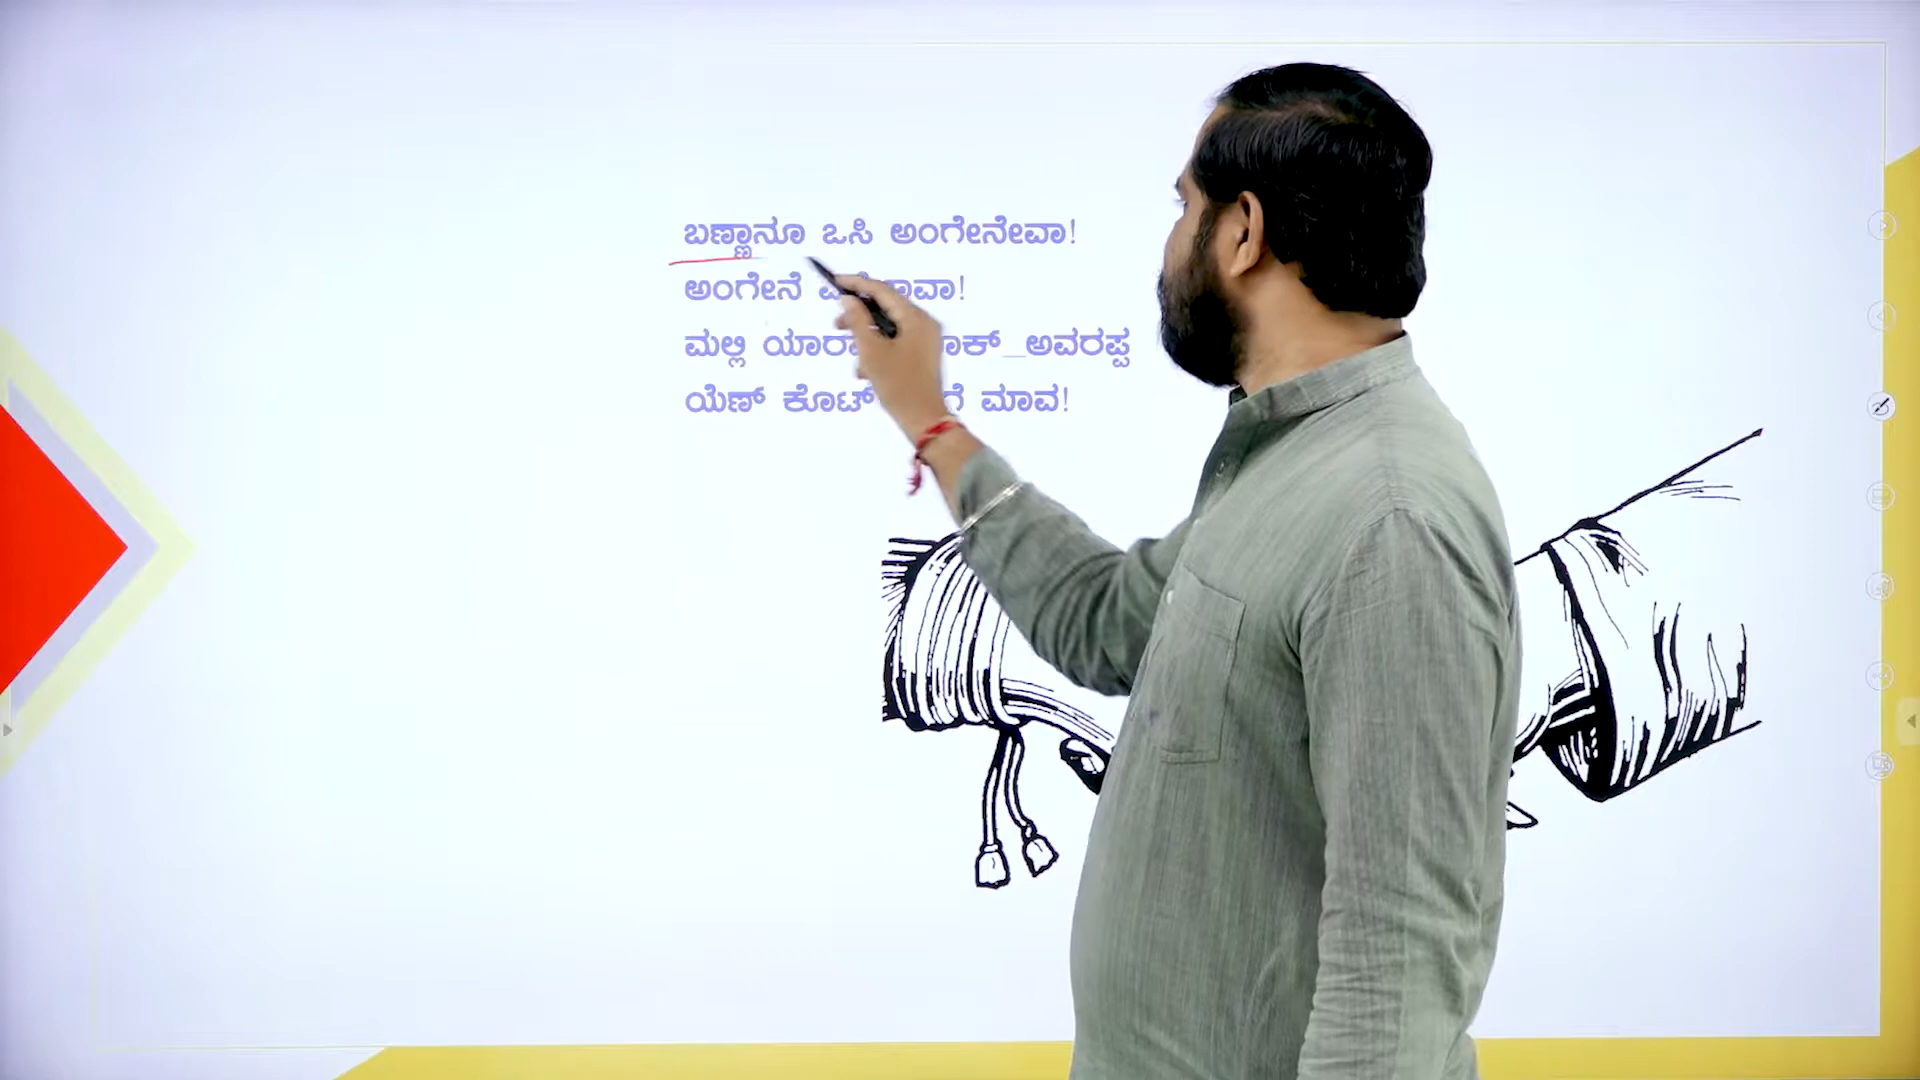 ಬಣ್ಣಾನೂ ಒಸಿ ಅಂಗೇನೇವಾ!
ಅಂಗೇನೆ
ಮಲ್ಲಿ ಅವರಪ್ಪ
ಯೆಣ್ ಕೊಟ್ ಮಾವ!